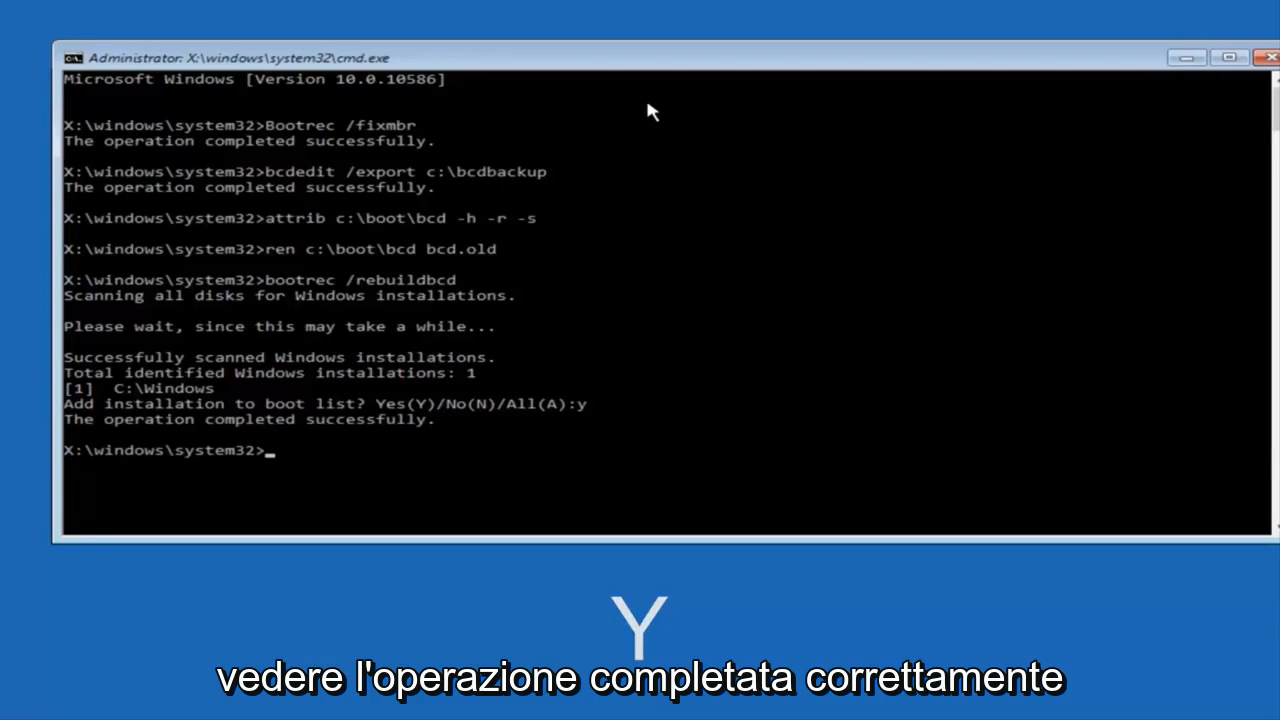 Administrator: X:\windows\system32\cmd.exe
Microsoft Windows [Version 10.0.10586]
X:\windows\system32>Bootrec /fixmbr
The operation completed successfully.
X:\windows\system32>bcdedit /export c:\bcdbackup
The operation completed successfully.
X:\windows\system32>attrib c:\boot\bcd -h -r -s
X:\windows\system32>ren c:\boot\bcd bcd.old
X:\windows\system32>bootrec /rebuildbcd
Scanning all disks for Windows installations.
Please wait, since this may take a while...
Successfully scanned Windows installations.
Total identified Windows installations: 1
[1]  C:\Windows
Add installation to boot list? Yes(Y)/No(N)/All(A):y
The operation completed successfully.
X:\windows\system32>_
Y
vedere l'operazione completata correttamente